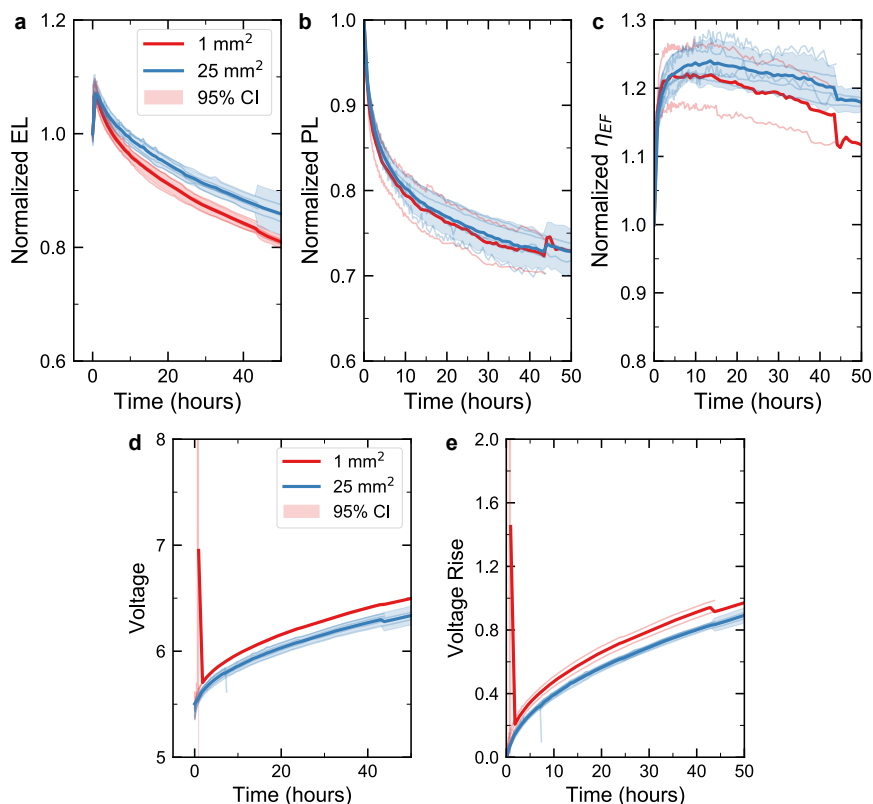 a
b
c
1.2
1.0
0.8
0.6
Normalized EL
1 mm²
25 mm²
95% CI
0
20
40
Time (hours)
1.0
0.9
0.8
0.7
0.6
Normalized PL
0
10
20
30
40
50
Time (hours)
1.3
1.2
1.1
1.0
0.9
0.8
Normalized η_EF
0
10
20
30
40
50
Time (hours)
d
e
8
7
6
5
Voltage
1 mm²
25 mm²
95% CI
0
20
40
Time (hours)
2.0
1.6
1.2
0.8
0.4
0.0
Voltage Rise
0
10
20
30
40
50
Time (hours)